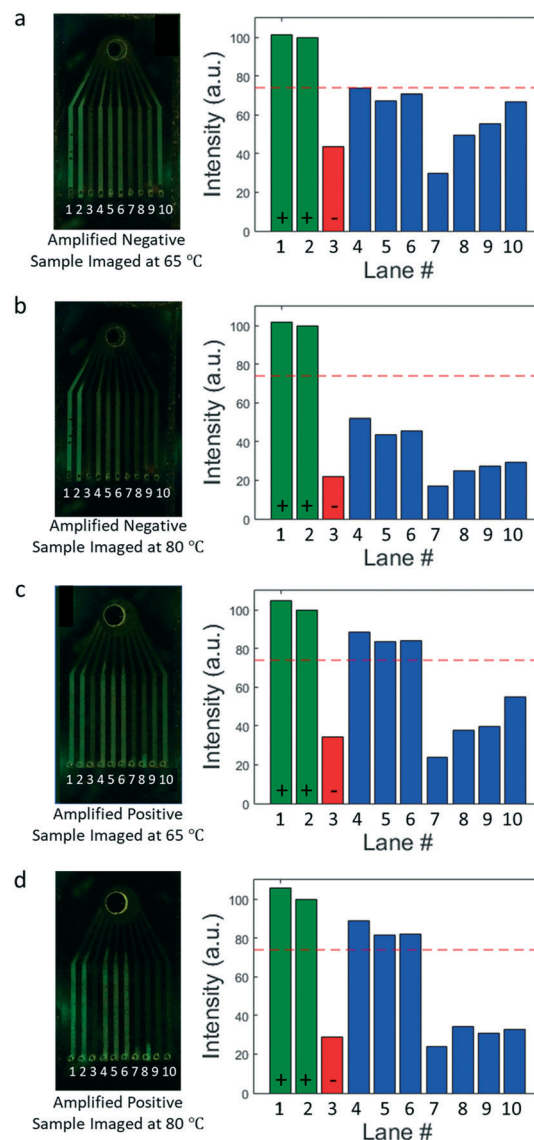 a
Intensity (a.u.)
100
80
60
40
20
0
+ + -
1 2 3 4 5 6 7 8 9 10
Lane #
1 2 3 4 5 6 7 8 9 10
Amplified Negative
Sample Imaged at 65 ℃
b
Intensity (a.u.)
100
80
60
40
20
0
+ + -
1 2 3 4 5 6 7 8 9 10
Lane #
1 2 3 4 5 6 7 8 9 10
Amplified Negative
Sample Imaged at 80 ℃
c
Intensity (a.u.)
100
80
60
40
20
0
+ + -
1 2 3 4 5 6 7 8 9 10
Lane #
1 2 3 4 5 6 7 8 9 10
Amplified Positive
Sample Imaged at 65 ℃
d
Intensity (a.u.)
100
80
60
40
20
0
+ + -
1 2 3 4 5 6 7 8 9 10
Lane #
1 2 3 4 5 6 7 8 9 10
Amplified Positive
Sample Imaged at 80 ℃